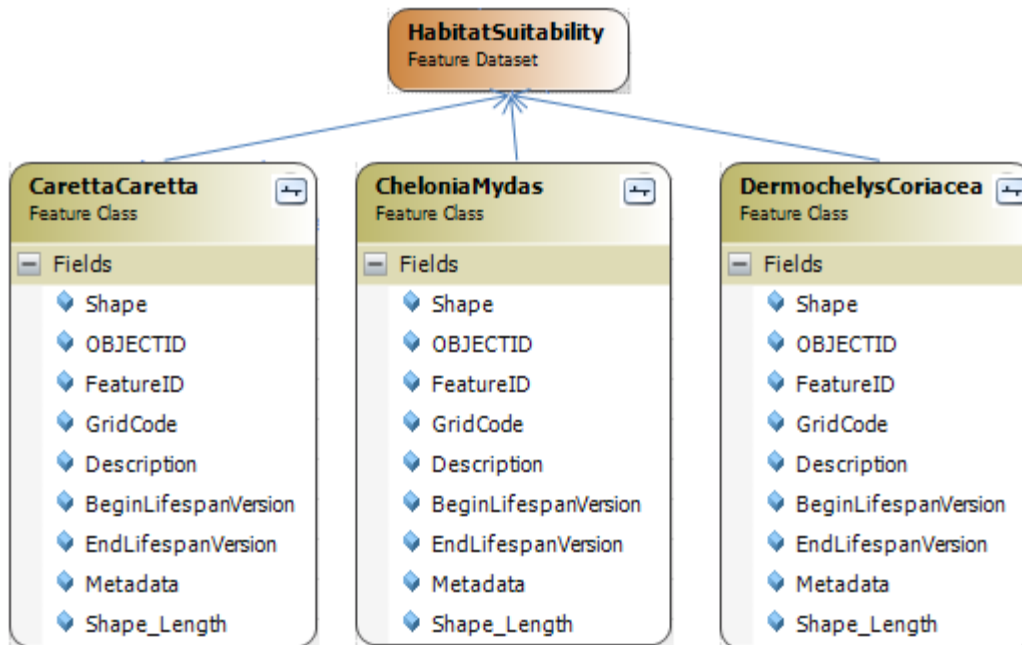 HabitatSuitability
Feature Dataset
CarettaCaretta
Feature Class
Fields
Shape
OBJECTID
FeatureID
GridCode
Description
BeginLifespanVersion
EndLifespanVersion
Metadata
Shape_Length
CheloniaMydas
Feature Class
Fields
Shape
OBJECTID
FeatureID
GridCode
Description
BeginLifespanVersion
EndLifespanVersion
Metadata
Shape_Length
DermochelysCoriacea
Feature Class
Fields
Shape
OBJECTID
FeatureID
GridCode
Description
BeginLifespanVersion
EndLifespanVersion
Metadata
Shape_Length